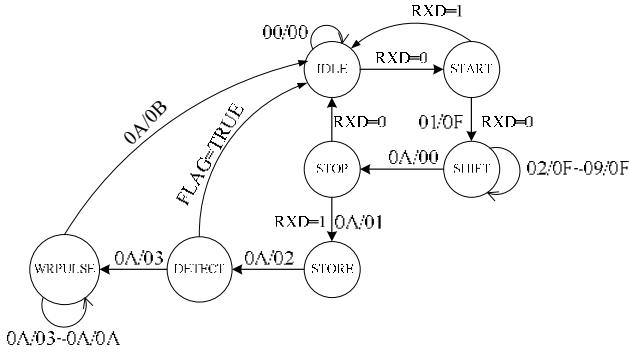 RXD=1
00/00
IDLE
RXD=0
START
0A/0B
FLAG=TRUE
RXD=0
01/0F
RXD=0
STOP
0A/00
SHIFT
02/0F--09/0F
RXD=1
0A/01
WRPULSE
0A/03
DETECT
0A/02
STORE
0A/03--0A/0A